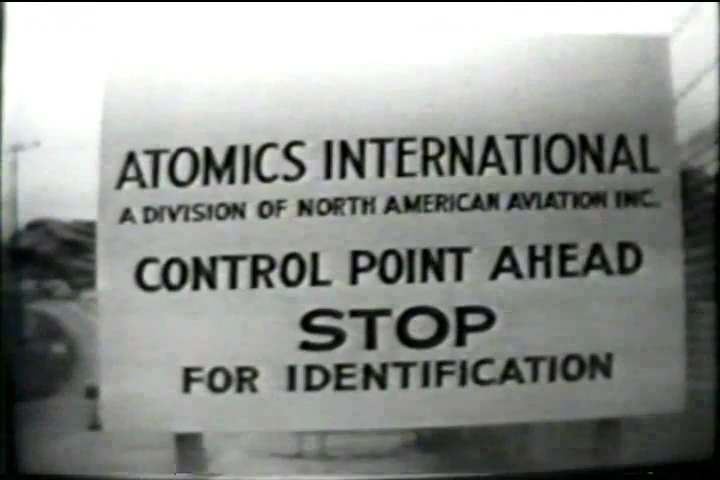 ATOMICS INTERNATIONAL
A DIVISION OF NORTH AMERICAN AVIATION INC.
CONTROL POINT AHEAD
STOP
FOR IDENTIFICATION